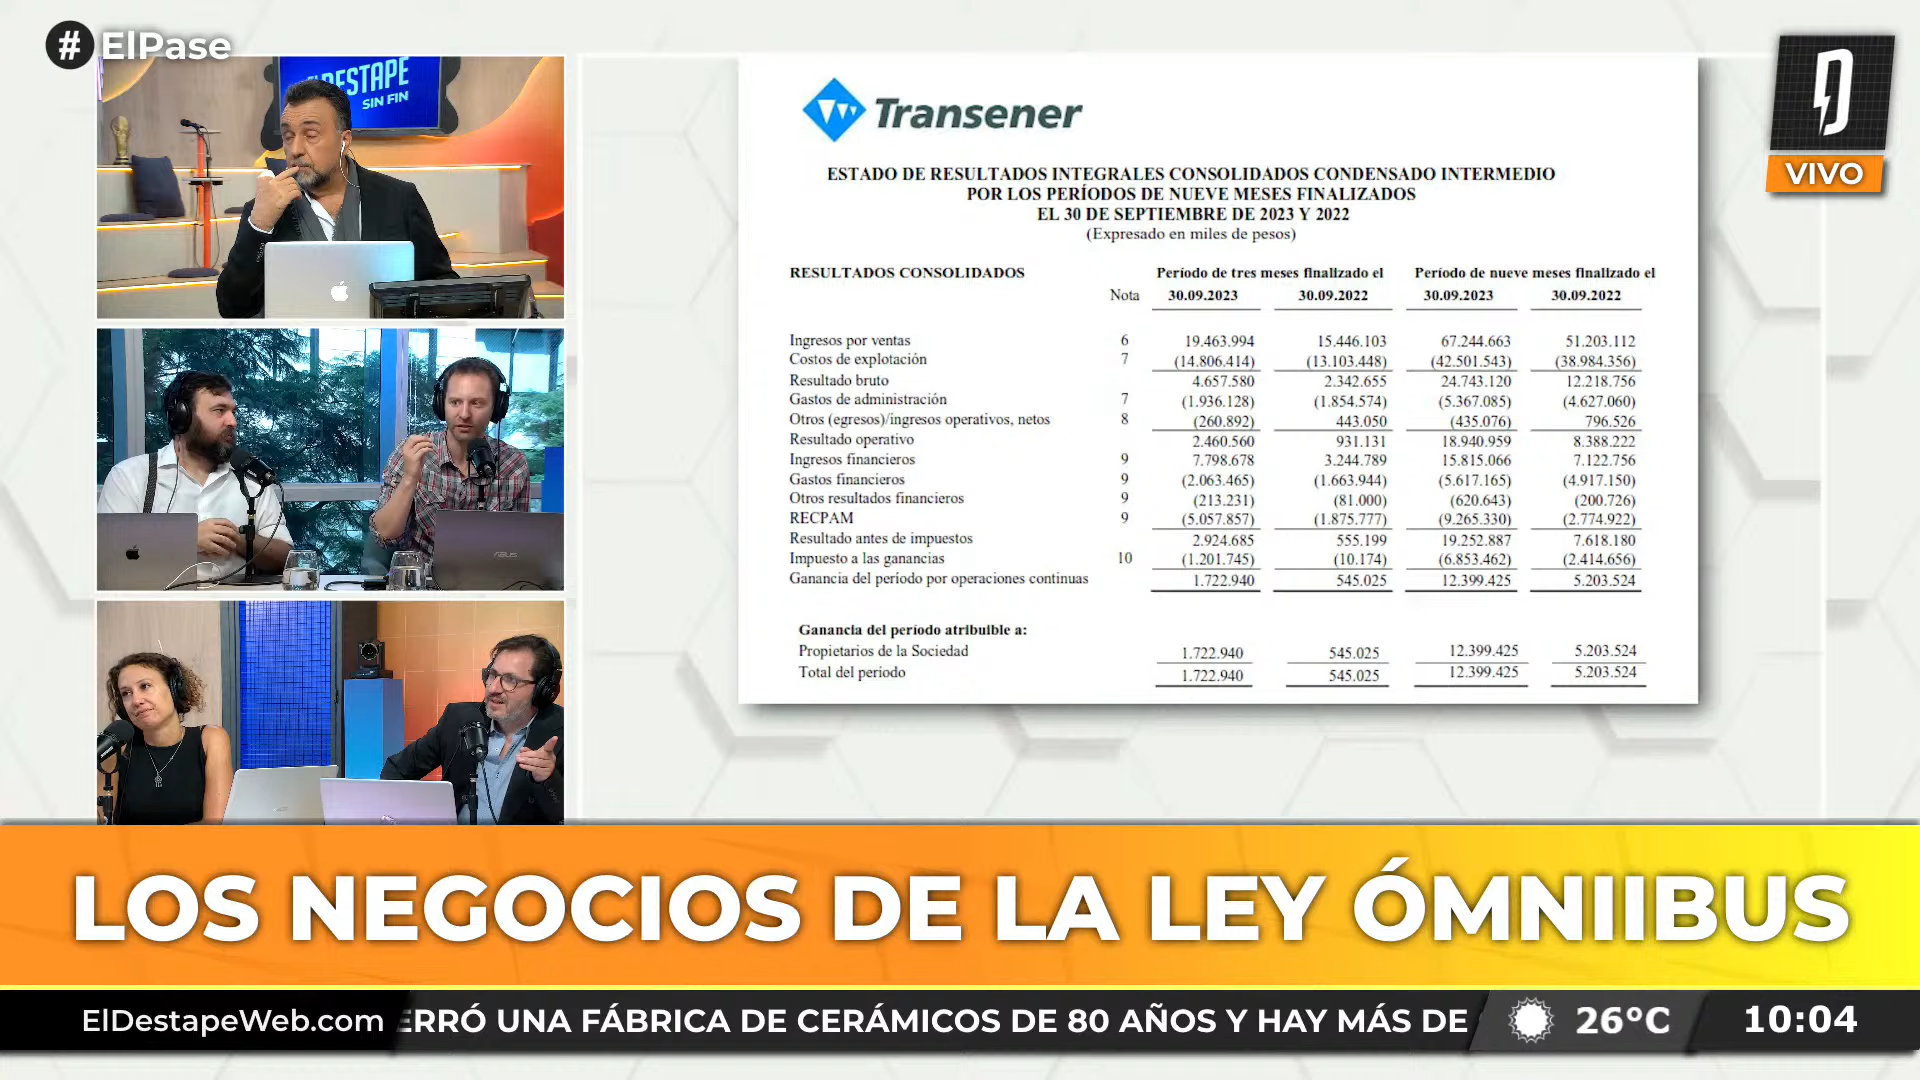 # ElPase
DESTAPE
SIN FIN
VIVO
Transener
ESTADO DE RESULTADOS INTEGRALES CONSOLIDADOS CONDENSADO INTERMEDIO
POR LOS PERÍODOS DE NUEVE MESES FINALIZADOS
EL 30 DE SEPTIEMBRE DE 2023 Y 2022
(Expresado en miles de pesos)
RESULTADOS CONSOLIDADOS Período de tres meses finalizado el Período de nueve meses finalizado el
Nota 30.09.2023 30.09.2022 30.09.2023 30.09.2022
Ingresos por ventas 6 19.463.994 15.446.103 67.244.663 51.203.112
Costos de explotación 7 (14.806.414) (13.103.448) (42.501.543) (38.984.356)
Resultado bruto 4.657.580 2.342.655 24.743.120 12.218.756
Gastos de administración 7 (1.936.128) (1.854.574) (5.367.085) (4.627.060)
Otros (egresos)/ingresos operativos, netos 8 (260.892) 443.050 (435.076) 796.526
Resultado operativo 2.460.560 931.131 18.940.959 8.388.222
Ingresos financieros 9 7.798.678 3.244.789 15.815.066 7.122.756
Gastos financieros 9 (2.063.465) (1.663.944) (5.617.165) (4.917.150)
Otros resultados financieros 9 (213.231) (81.000) (620.643) (200.726)
RECPAM 9 (5.057.857) (1.875.777) (9.265.330) (2.774.922)
Resultado antes de impuestos 2.924.685 555.199 19.252.887 7.618.180
Impuesto a las ganancias 10 (1.201.745) (10.174) (6.853.462) (2.414.656)
Ganancia del período por operaciones continuas 1.722.940 545.025 12.399.425 5.203.524
Ganancia del período atribuible a:
Propietarios de la Sociedad 1.722.940 545.025 12.399.425 5.203.524
Total del período 1.722.940 545.025 12.399.425 5.203.524
LOS NEGOCIOS DE LA LEY ÓMNIIBUS
ElDestapeWeb.com ERRÓ UNA FÁBRICA DE CERÁMICOS DE 80 AÑOS Y HAY MÁS DE 26°C 10:04